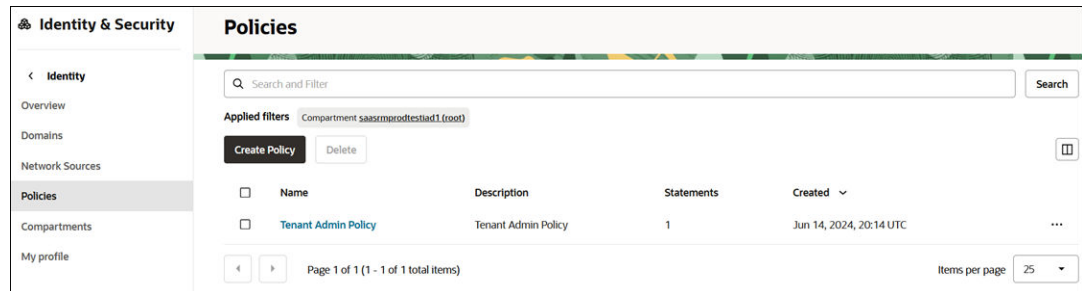 Identity & Security
Policies
Identity
Overview
Domains
Network Sources
Policies
Compartments
My profile
Search and Filter
Search
Applied filters Compartment saasrmprodtestiad1 (root)
Create Policy Delete
Name Description Statements Created
Tenant Admin Policy Tenant Admin Policy 1 Jun 14, 2024, 20:14 UTC
Page 1 of 1 (1 - 1 of 1 total items) Items per page 25